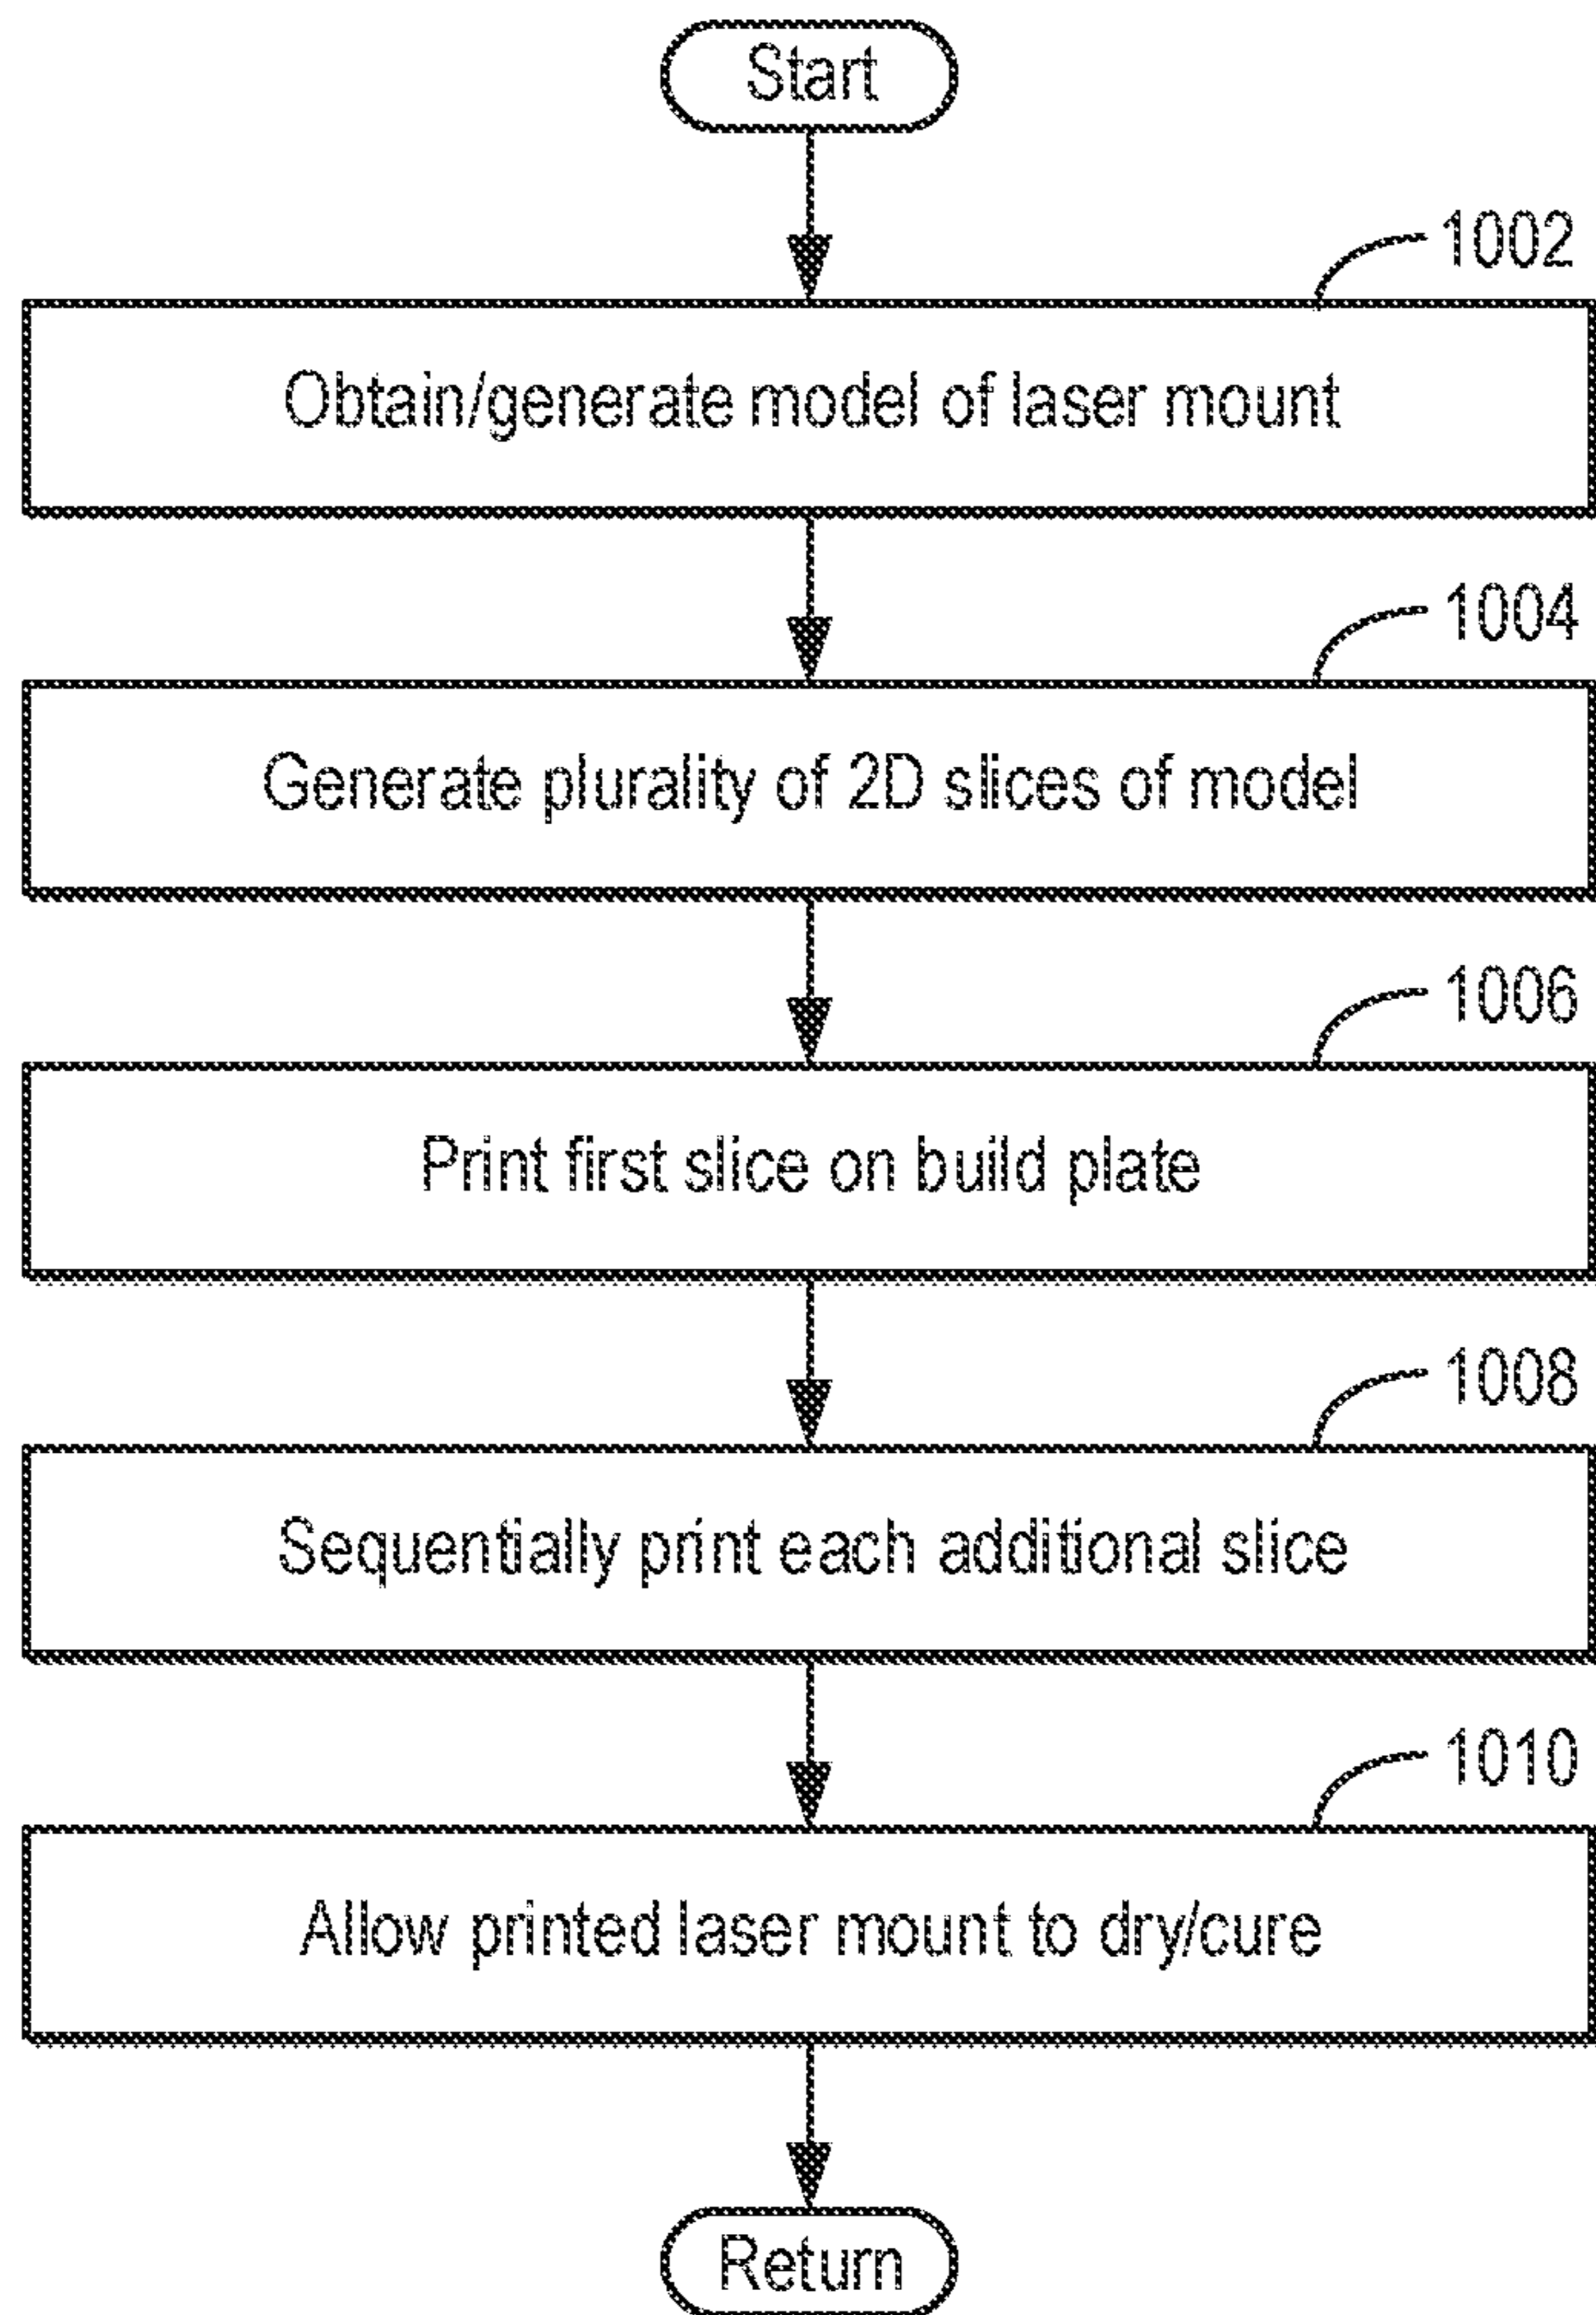 Start
1002
Obtain/generate model of laser mount
1004
Generate plurality of 2D slices of model
1006
Print first slice on build plate
1008
Sequentially print each additional slice
1010
Allow printed laser mount to dry/cure
Return